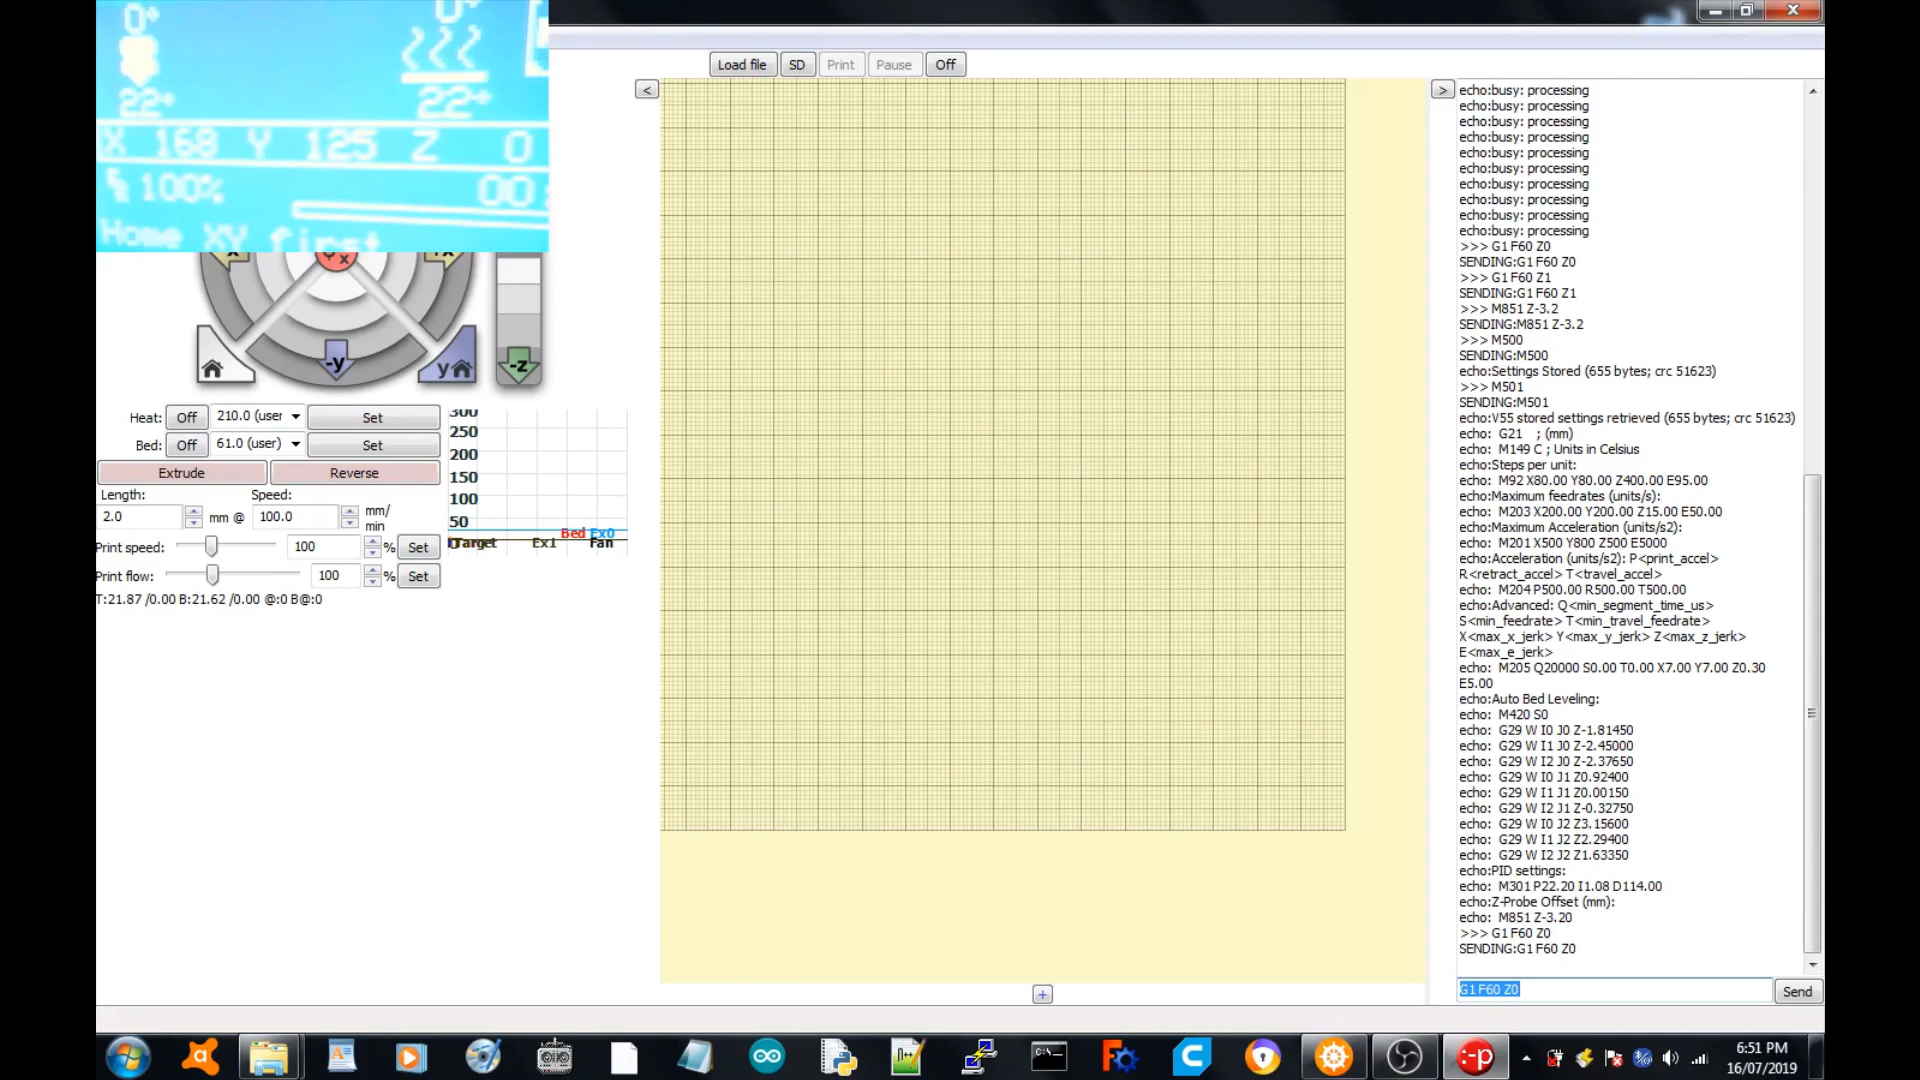 0°
0°
22°
22°
X 168 Y 125 Z 0
100%
00:
Home XY first
Load file
SD
Print
Pause
Off
<
>
-y
y
-z
Heat:
Off
210.0 (user
Set
Bed:
Off
61.0 (user)
Set
Extrude
Reverse
Length:
Speed:
2.0
mm @
100.0
mm/
min
Print speed:
100
%
Set
Print flow:
100
%
Set
T:21.87 /0.00 B:21.62 /0.00 @:0 B@:0
300
250
200
150
100
50
Bed
Ex0
Target
Ex1
Fan
echo:busy: processing
echo:busy: processing
echo:busy: processing
echo:busy: processing
echo:busy: processing
echo:busy: processing
echo:busy: processing
echo:busy: processing
echo:busy: processing
echo:busy: processing
>>> G1 F60 Z0
SENDING:G1 F60 Z0
>>> G1 F60 Z1
SENDING:G1 F60 Z1
>>> M851 Z-3.2
SENDING:M851 Z-3.2
>>> M500
SENDING:M500
echo:Settings Stored (655 bytes; crc 51623)
>>> M501
SENDING:M501
echo:V55 stored settings retrieved (655 bytes; crc 51623)
echo: G21 ; (mm)
echo: M149 C ; Units in Celsius
echo:Steps per unit:
echo: M92 X80.00 Y80.00 Z400.00 E95.00
echo:Maximum feedrates (units/s):
echo: M203 X200.00 Y200.00 Z15.00 E50.00
echo:Maximum Acceleration (units/s2):
echo: M201 X500 Y800 Z500 E5000
echo:Acceleration (units/s2): P<print_accel>
R<retract_accel> T<travel_accel>
echo: M204 P500.00 R500.00 T500.00
echo:Advanced: Q<min_segment_time_us>
S<min_feedrate> T<min_travel_feedrate>
X<max_x_jerk> Y<max_y_jerk> Z<max_z_jerk>
E<max_e_jerk>
echo: M205 Q20000 S0.00 T0.00 X7.00 Y7.00 Z0.30
E5.00
echo:Auto Bed Leveling:
echo: M420 S0
echo: G29 W I0 J0 Z-1.81450
echo: G29 W I1 J0 Z-2.45000
echo: G29 W I2 J0 Z-2.37650
echo: G29 W I0 J1 Z0.92400
echo: G29 W I1 J1 Z0.00150
echo: G29 W I2 J1 Z-0.32750
echo: G29 W I0 J2 Z3.15600
echo: G29 W I1 J2 Z2.29400
echo: G29 W I2 J2 Z1.63350
echo:PID settings:
echo: M301 P22.20 I1.08 D114.00
echo:Z-Probe Offset (mm):
echo: M851 Z-3.20
>>> G1 F60 Z0
SENDING:G1 F60 Z0
G1 F60 Z0
Send
+
6:51 PM
16/07/2019